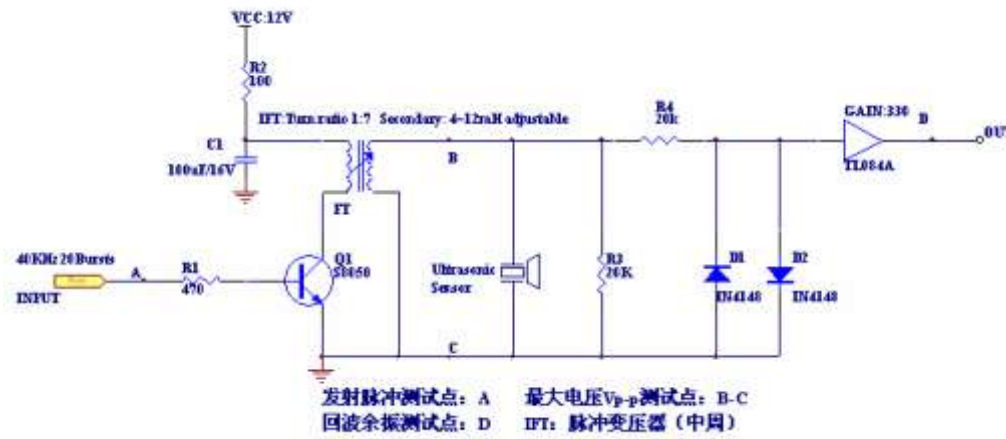 VCC:12V
R2
100
IFT:Turn ratio 1:7 Secondary: 4~12mH adjustable
R4
20k
GAIN:330
D
OUT
C1
100uF/16V
B
TL084A
FT
40KHz 20Bursts
A
R1
470
INPUT
Q1
S8050
Ultrasonic
Sensor
R3
20K
D1
IN4148
D2
IN4148
C
发射脉冲测试点：A 最大电压Vp-p测试点：B-C
回波余振测试点：D IFT：脉冲变压器（中周）